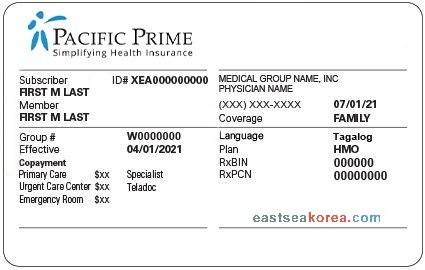 PACIFIC PRIME
Simplifying Health Insurance
Subscriber ID# XEA000000000
FIRST M LAST
Member
FIRST M LAST
MEDICAL GROUP NAME, INC
PHYSICIAN NAME
(XXX) XXX-XXXX 07/01/21
Coverage FAMILY
Group # W0000000
Effective 04/01/2021
Copayment
Primary Care $xx Specialist
Urgent Care Center $xx Teladoc
Emergency Room $xx
Language Tagalog
Plan HMO
RxBIN 000000
RxPCN 00000000
eastseakorea.com